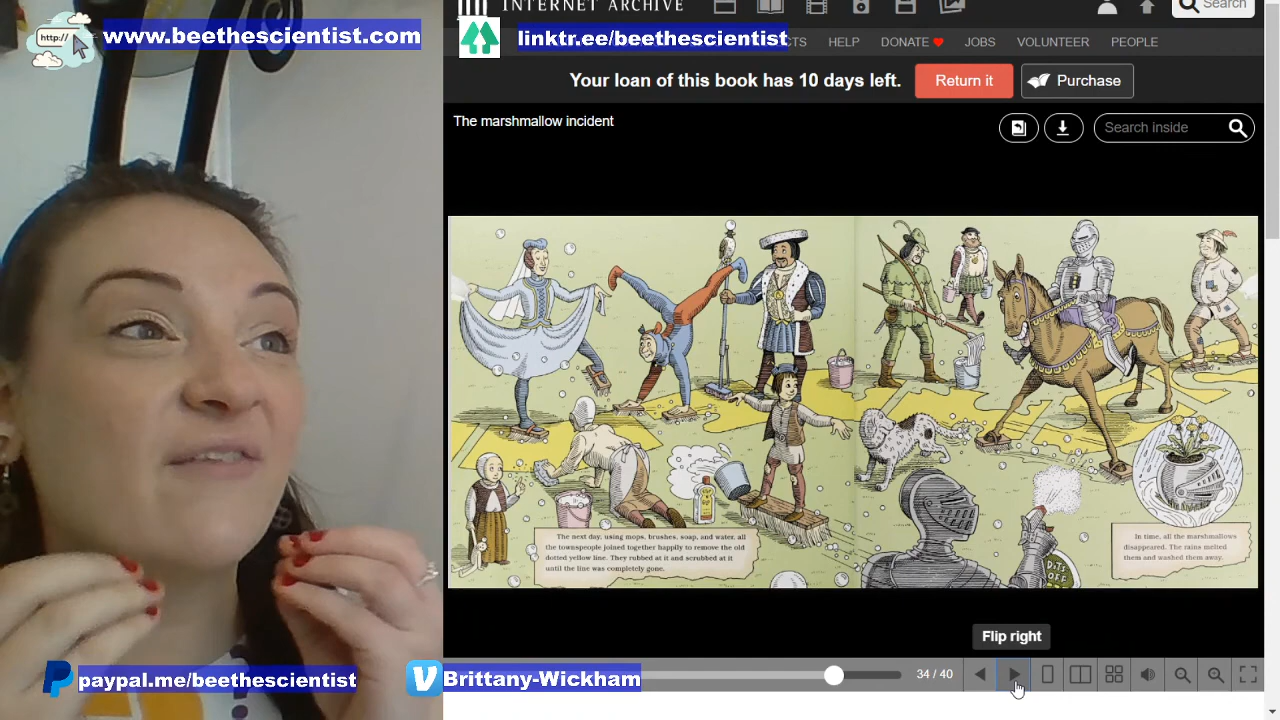 http://
www.beethescientist.com
INTERNET ARCHIVE
Search
linktr.ee/beethescientist
HELP
DONATE
JOBS
VOLUNTEER
PEOPLE
Your loan of this book has 10 days left.
Return it
Purchase
The marshmallow incident
Search inside
The next day, using mops, brushes, soap, and water, all
the townspeople joined together happily to remove the old
dotted yellow line. They rubbed at it and scrubbed at it
until the line was completely gone.
In time, all the marshmallows
disappeared. The rains melted
them and washed them away.
Flip right
34 / 40
paypal.me/beethescientist
Brittany-Wickham